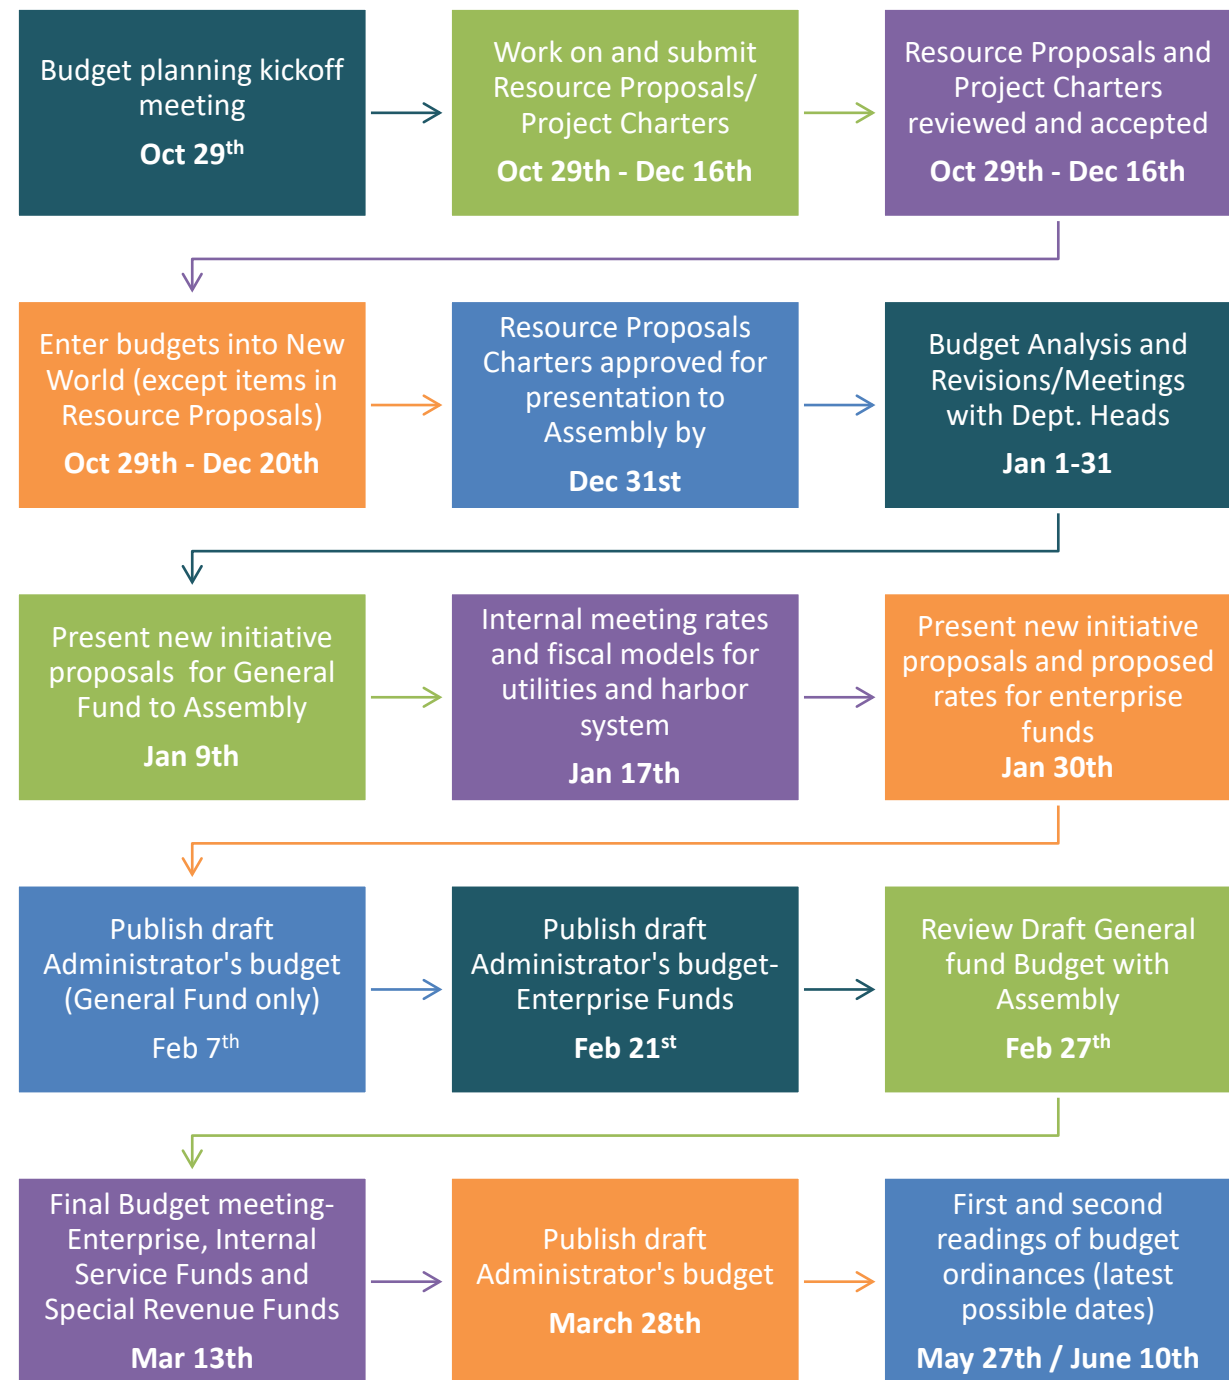 Budget planning kickoff
meeting
Oct 29th
Work on and submit
Resource Proposals/
Project Charters
Oct 29th - Dec 16th
Resource Proposals and
Project Charters
reviewed and accepted
Oct 29th - Dec 16th
Enter budgets into New
World (except items in
Resource Proposals)
Oct 29th - Dec 20th
Resource Proposals
Charters approved for
presentation to
Assembly by
Dec 31st
Budget Analysis and
Revisions/Meetings
with Dept. Heads
Jan 1-31
Present new initiative
proposals for General
Fund to Assembly
Jan 9th
Internal meeting rates
and fiscal models for
utilities and harbor
system
Jan 17th
Present new initiative
proposals and proposed
rates for enterprise
funds
Jan 30th
Publish draft
Administrator's budget
(General Fund only)
Feb 7th
Publish draft
Administrator's budget-
Enterprise Funds
Feb 21st
Review Draft General
fund Budget with
Assembly
Feb 27th
Final Budget meeting-
Enterprise, Internal
Service Funds and
Special Revenue Funds
Mar 13th
Publish draft
Administrator's budget
March 28th
First and second
readings of budget
ordinances (latest
possible dates)
May 27th / June 10th